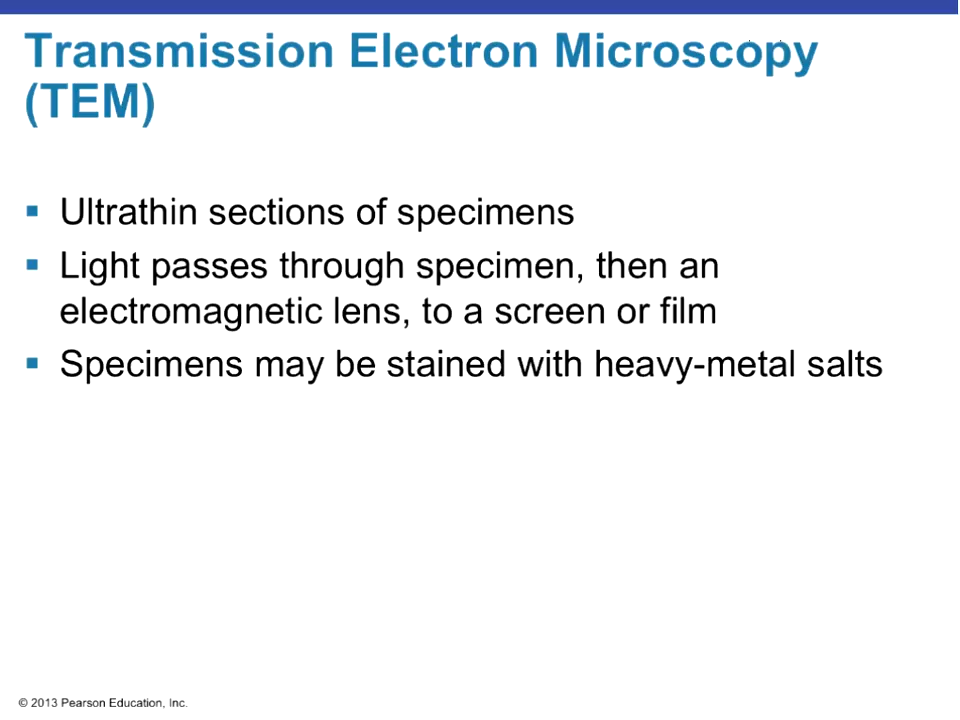 Transmission Electron Microscopy
(TEM)
Ultrathin sections of specimens
Light passes through specimen, then an
electromagnetic lens, to a screen or film
Specimens may be stained with heavy-metal salts
© 2013 Pearson Education, Inc.